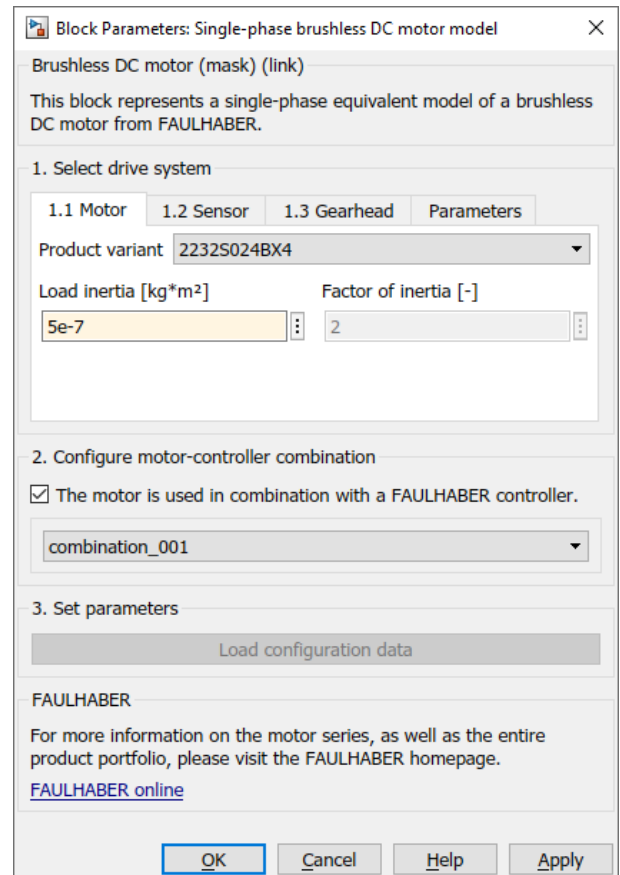 Block Parameters: Single-phase brushless DC motor model
Brushless DC motor (mask) (link)
This block represents a single-phase equivalent model of a brushless
DC motor from FAULHABER.
1. Select drive system
1.1 Motor 1.2 Sensor 1.3 Gearhead Parameters
Product variant 2232S024BX4
Load inertia [kg*m²] Factor of inertia [-]
5e-7 2
2. Configure motor-controller combination
The motor is used in combination with a FAULHABER controller.
combination_001
3. Set parameters
Load configuration data
FAULHABER
For more information on the motor series, as well as the entire
product portfolio, please visit the FAULHABER homepage.
FAULHABER online
OK Cancel Help Apply